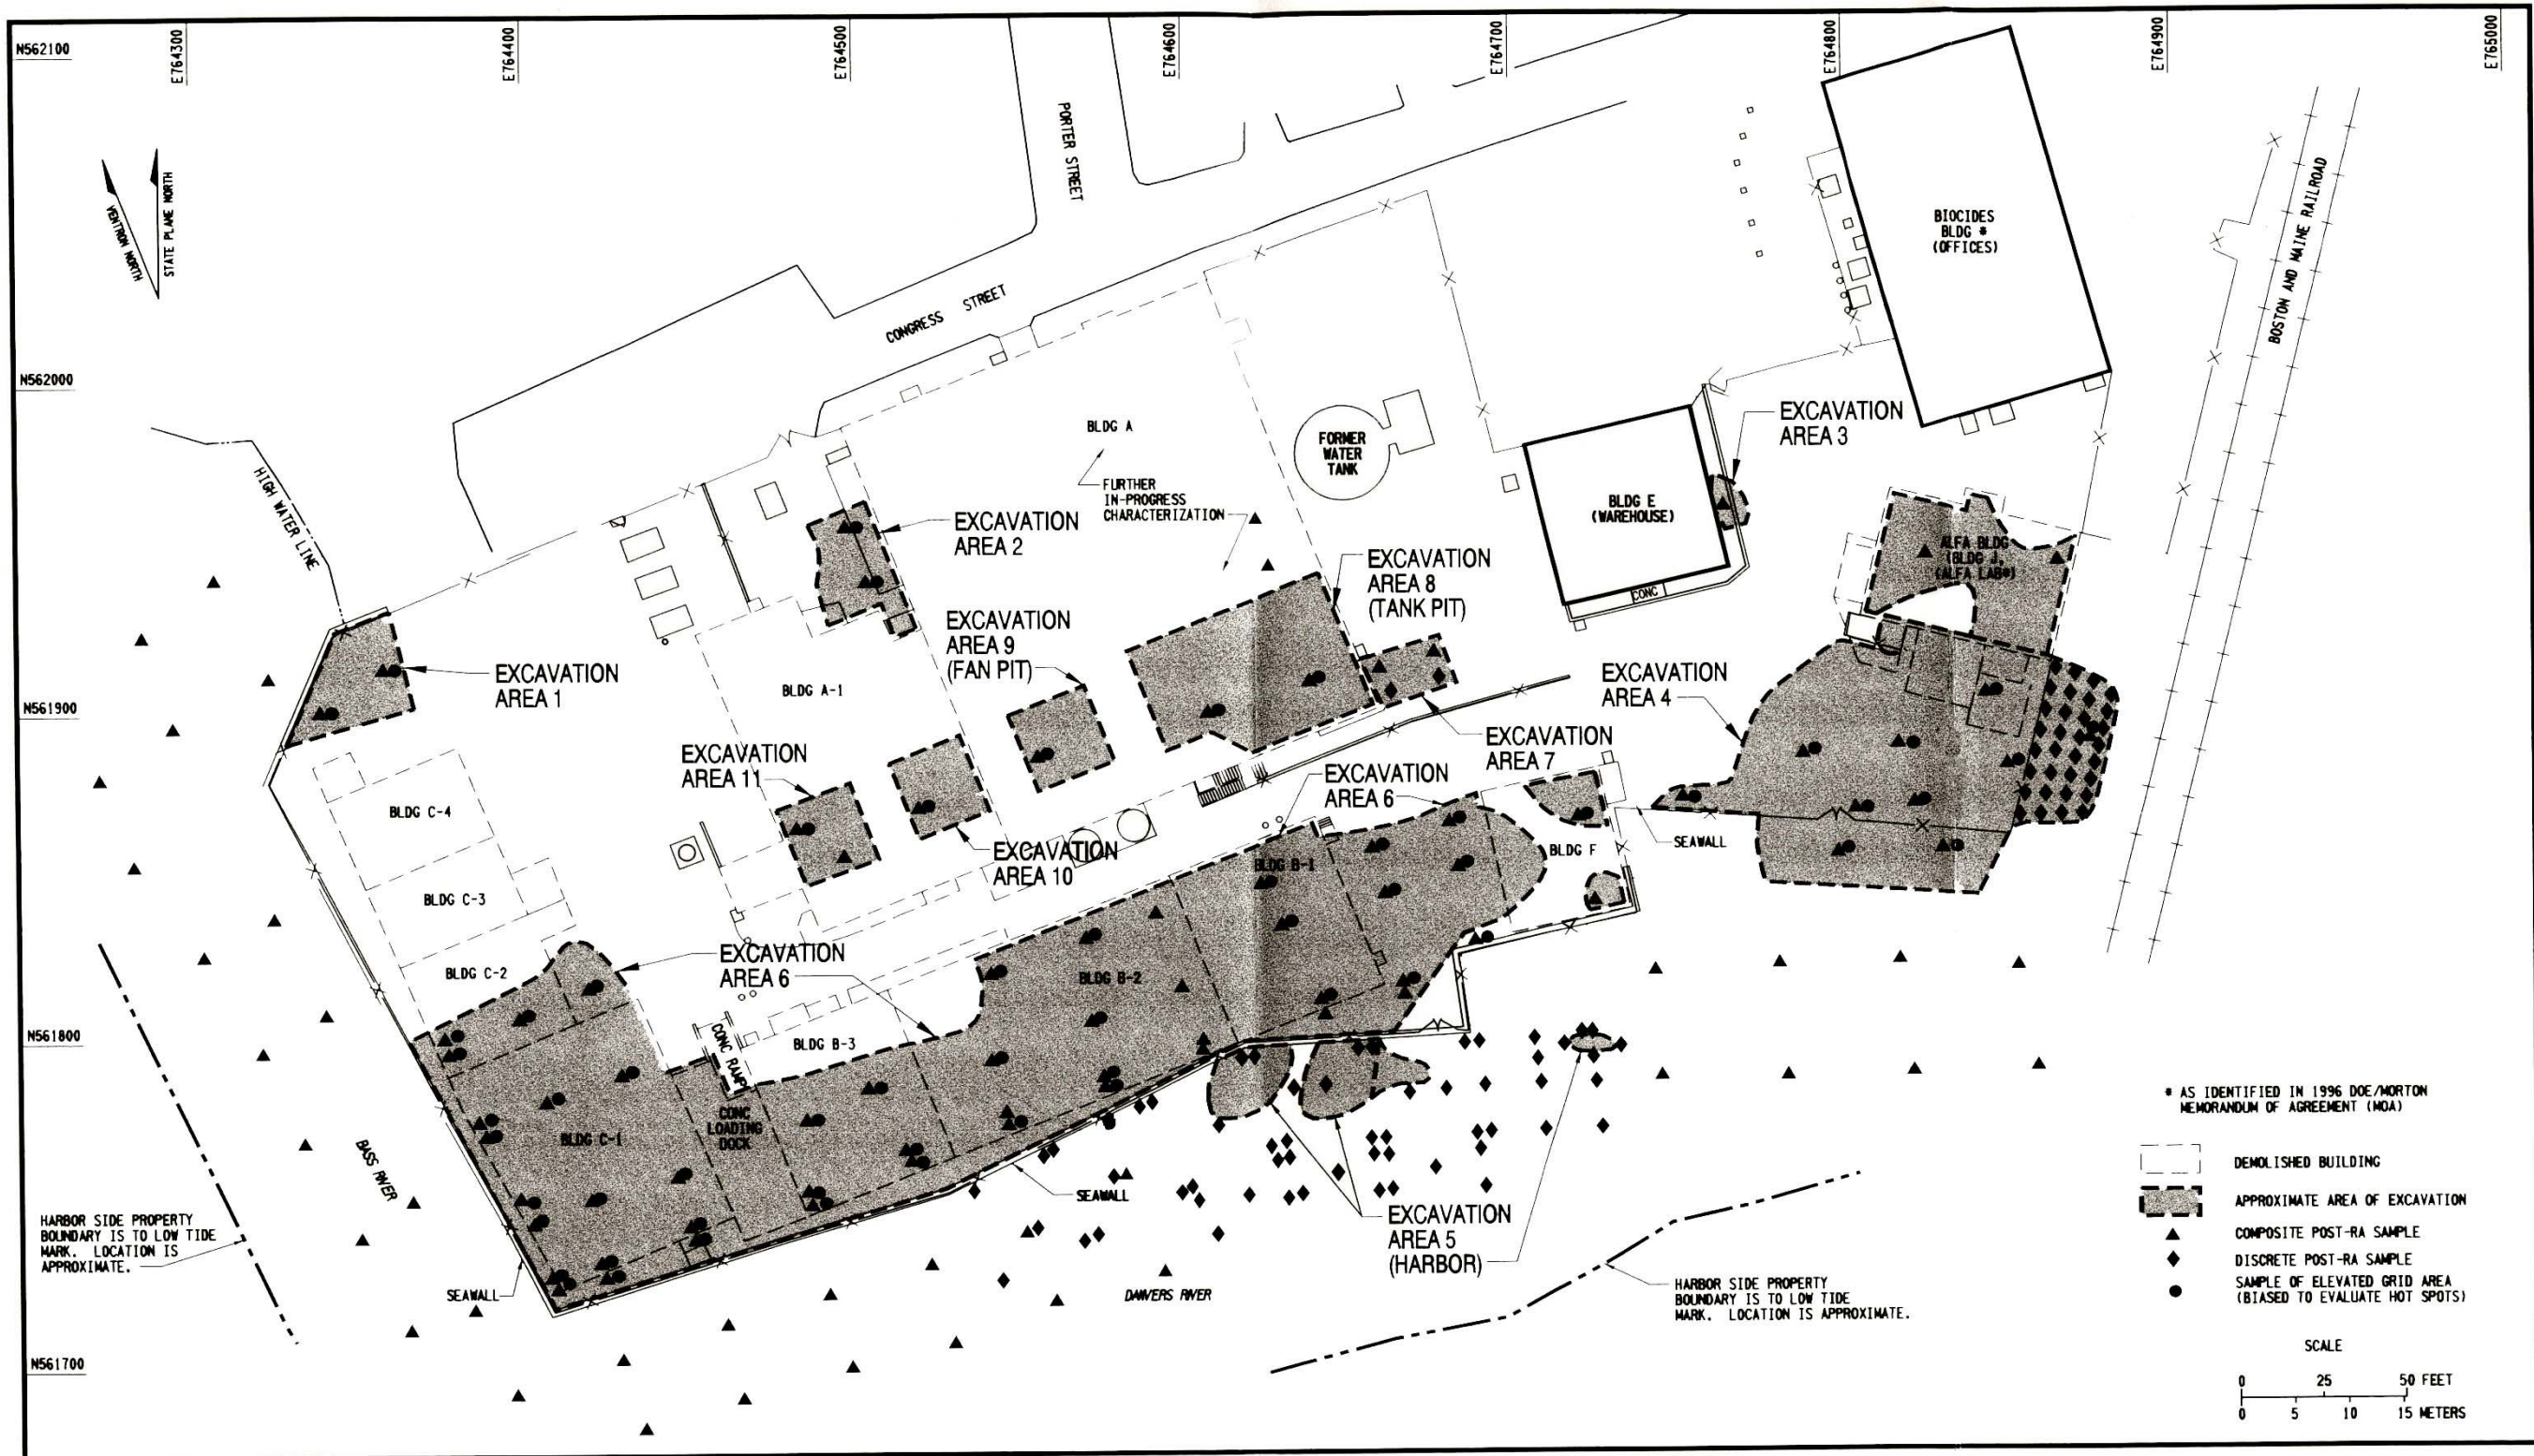 N562100
E764300
E764400
E764500
E764600
E764700
E764800
E764900
E765000
VENTRON NORTH
STATE PLANE NORTH
PORTER STREET
CONGRESS STREET
BIOCIDES
BLDG *
(OFFICES)
BOSTON AND MAINE RAILROAD
N562000
HIGH WATER LINE
BLDG A
FURTHER
IN-PROGRESS
CHARACTERIZATION
FORMER
WATER
TANK
EXCAVATION
AREA 3
BLDG E
(WAREHOUSE)
CONC
EXCAVATION
AREA 2
EXCAVATION
AREA 8
(TANK PIT)
ALFA BLDG
(BLDG J,
(ALFA LAB*)
EXCAVATION
AREA 9
(FAN PIT)
EXCAVATION
AREA 1
BLDG A-1
EXCAVATION
AREA 4
N561900
EXCAVATION
AREA 11
EXCAVATION
AREA 7
EXCAVATION
AREA 6
BLDG C-4
EXCAVATION
AREA 10
BLDG B-1
BLDG F
SEAWALL
BLDG C-3
BLDG C-2
EXCAVATION
AREA 6
BLDG B-2
N561800
CONC RAMP
BLDG B-3
BLDG C-1
CONC
LOADING
DOCK
BASS RIVER
SEAWALL
HARBOR SIDE PROPERTY
BOUNDARY IS TO LOW TIDE
MARK. LOCATION IS
APPROXIMATE.
SEAWALL
EXCAVATION
AREA 5
(HARBOR)
DANVERS RIVER
HARBOR SIDE PROPERTY
BOUNDARY IS TO LOW TIDE
MARK. LOCATION IS APPROXIMATE.
N561700
* AS IDENTIFIED IN 1996 DOE/MORTON
MEMORANDUM OF AGREEMENT (MOA)
DEMOLISHED BUILDING
APPROXIMATE AREA OF EXCAVATION
COMPOSITE POST-RA SAMPLE
DISCRETE POST-RA SAMPLE
SAMPLE OF ELEVATED GRID AREA
(BIASED TO EVALUATE HOT SPOTS)
SCALE
0 25 50 FEET
0 5 10 15 METERS